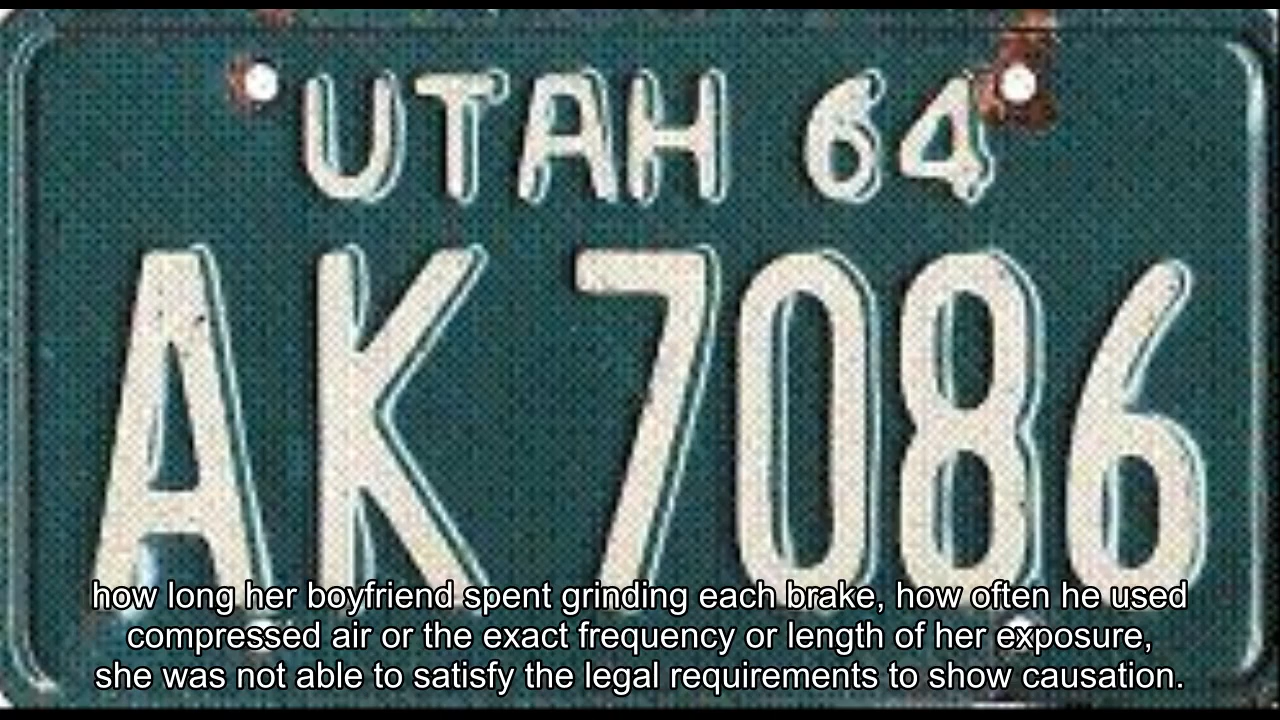 UTAH 64
AK 7086
how long her boyfriend spent grinding each brake, how often he used
compressed air or the exact frequency or length of her exposure,
she was not able to satisfy the legal requirements to show causation.